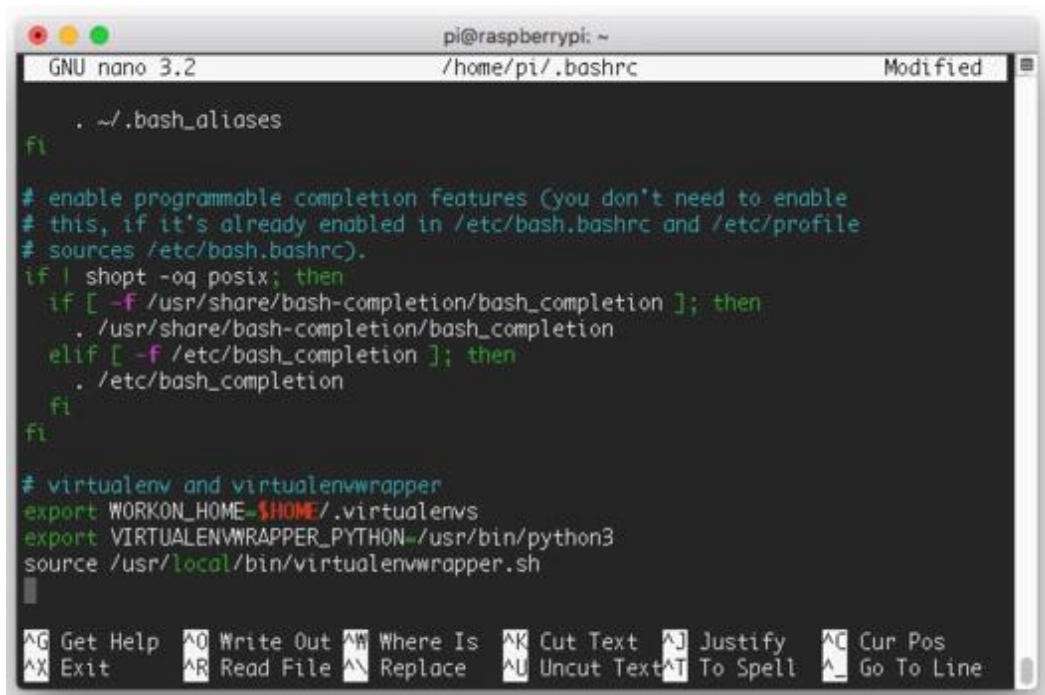 pi@raspberrypi: ~
GNU nano 3.2 /home/pi/.bashrc Modified
. ~/.bash_aliases
fi
# enable programmable completion features (you don't need to enable
# this, if it's already enabled in /etc/bash.bashrc and /etc/profile
# sources /etc/bash.bashrc).
if ! shopt -oq posix; then
if [ -f /usr/share/bash-completion/bash_completion ]; then
. /usr/share/bash-completion/bash_completion
elif [ -f /etc/bash_completion ]; then
. /etc/bash_completion
fi
fi
# virtualenv and virtualenvwrapper
export WORKON_HOME=$HOME/.virtualenvs
export VIRTUALENVWRAPPER_PYTHON=/usr/bin/python3
source /usr/local/bin/virtualenvwrapper.sh
^G Get Help ^O Write Out ^W Where Is ^K Cut Text ^J Justify ^C Cur Pos
^X Exit ^R Read File ^\ Replace ^U Uncut Text ^T To Spell ^_ Go To Line